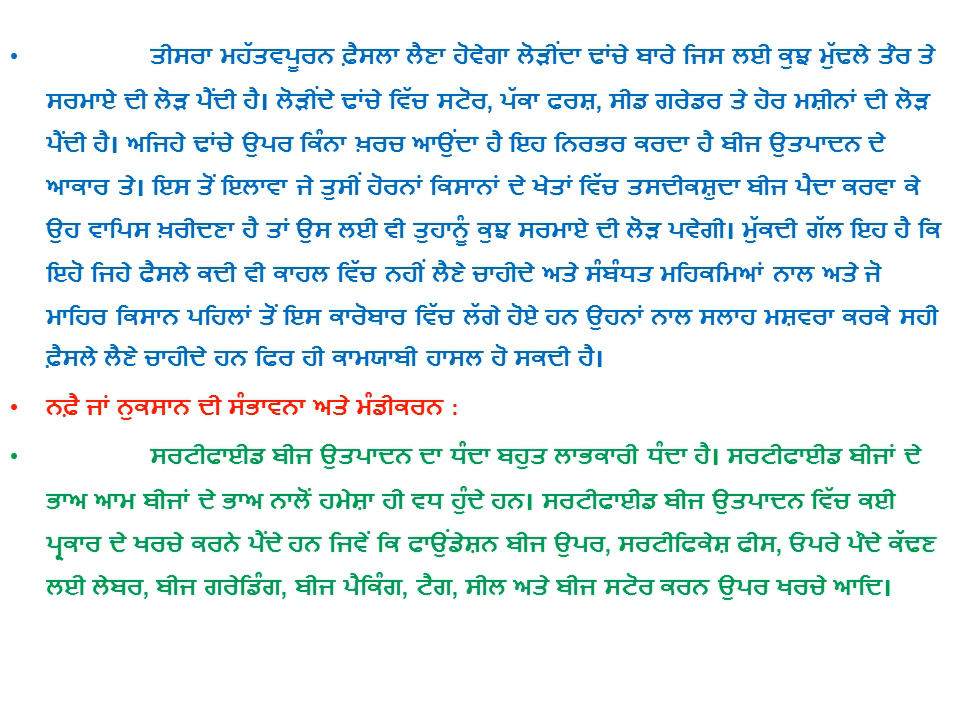 • ਤੀਸਰਾ ਮਹੱਤਵਪੂਰਨ ਫ਼ੈਸਲਾ ਲੈਣਾ ਹੋਵੇਗਾ ਲੋੜੀਂਦਾ ਢਾਂਚੇ ਬਾਰੇ ਜਿਸ ਲਈ ਕੁਝ ਮੁੱਢਲੇ ਤੌਰ ਤੇ
ਸਰਮਾਏ ਦੀ ਲੋੜ ਪੈਂਦੀ ਹੈ। ਲੋੜੀਂਦੇ ਢਾਂਚੇ ਵਿੱਚ ਸਟੋਰ, ਪੱਕਾ ਫਰਸ਼, ਸੀਡ ਗਰੇਡਰ ਤੇ ਹੋਰ ਮਸ਼ੀਨਾਂ ਦੀ ਲੋੜ
ਪੈਂਦੀ ਹੈ। ਅਜਿਹੇ ਢਾਂਚੇ ਉਪਰ ਕਿੰਨਾ ਖ਼ਰਚ ਆਉਂਦਾ ਹੈ ਇਹ ਨਿਰਭਰ ਕਰਦਾ ਹੈ ਬੀਜ ਉਤਪਾਦਨ ਦੇ
ਆਕਾਰ ਤੇ। ਇਸ ਤੋਂ ਇਲਾਵਾ ਜੇ ਤੁਸੀਂ ਹੋਰਨਾਂ ਕਿਸਾਨਾਂ ਦੇ ਖੇਤਾਂ ਵਿੱਚ ਤਸਦੀਕਸ਼ੁਦਾ ਬੀਜ ਪੈਦਾ ਕਰਵਾ ਕੇ
ਉਹ ਵਾਪਿਸ ਖ਼ਰੀਦਣਾ ਹੈ ਤਾਂ ਉਸ ਲਈ ਵੀ ਤੁਹਾਨੂੰ ਕੁਝ ਸਰਮਾਏ ਦੀ ਲੋੜ ਪਵੇਗੀ। ਮੁੱਕਦੀ ਗੱਲ ਇਹ ਹੈ ਕਿ
ਇਹੋ ਜਿਹੇ ਫੈਸਲੇ ਕਦੀ ਵੀ ਕਾਹਲ ਵਿੱਚ ਨਹੀਂ ਲੈਣੇ ਚਾਹੀਦੇ ਅਤੇ ਸੰਬੰਧਤ ਮਹਿਕਮਿਆਂ ਨਾਲ ਅਤੇ ਜੋ
ਮਾਹਿਰ ਕਿਸਾਨ ਪਹਿਲਾਂ ਤੋਂ ਇਸ ਕਾਰੋਬਾਰ ਵਿੱਚ ਲੱਗੇ ਹੋਏ ਹਨ ਉਹਨਾਂ ਨਾਲ ਸਲਾਹ ਮਸ਼ਵਰਾ ਕਰਕੇ ਸਹੀ
ਫ਼ੈਸਲੇ ਲੈਣੇ ਚਾਹੀਦੇ ਹਨ ਫਿਰ ਹੀ ਕਾਮਯਾਬੀ ਹਾਸਲ ਹੋ ਸਕਦੀ ਹੈ।
• ਨਫ਼ੈ ਜਾਂ ਨੁਕਸਾਨ ਦੀ ਸੰਭਾਵਨਾ ਅਤੇ ਮੰਡੀਕਰਨ :
• ਸਰਟੀਫਾਈਡ ਬੀਜ ਉਤਪਾਦਨ ਦਾ ਧੰਦਾ ਬਹੁਤ ਲਾਭਕਾਰੀ ਧੰਦਾ ਹੈ। ਸਰਟੀਫਾਈਡ ਬੀਜਾਂ ਦੇ
ਭਾਅ ਆਮ ਬੀਜਾਂ ਦੇ ਭਾਅ ਨਾਲੋਂ ਹਮੇਸ਼ਾ ਹੀ ਵਧ ਹੁੰਦੇ ਹਨ। ਸਰਟੀਫਾਈਡ ਬੀਜ ਉਤਪਾਦਨ ਵਿੱਚ ਕਈ
ਪ੍ਰਕਾਰ ਦੇ ਖਰਚੇ ਕਰਨੇ ਪੈਂਦੇ ਹਨ ਜਿਵੇਂ ਕਿ ਫਾਉਂਡੇਸ਼ਨ ਬੀਜ ਉਪਰ, ਸਰਟੀਫਿਕੇਸ਼ ਫੀਸ, ਓਪਰੇ ਪੌਦੇ ਕੱਢਣ
ਲਈ ਲੇਬਰ, ਬੀਜ ਗਰੇਡਿੰਗ, ਬੀਜ ਪੈਕਿੰਗ, ਟੈਗ, ਸੀਲ ਅਤੇ ਬੀਜ ਸਟੋਰ ਕਰਨ ਉਪਰ ਖਰਚੇ ਆਦਿ।